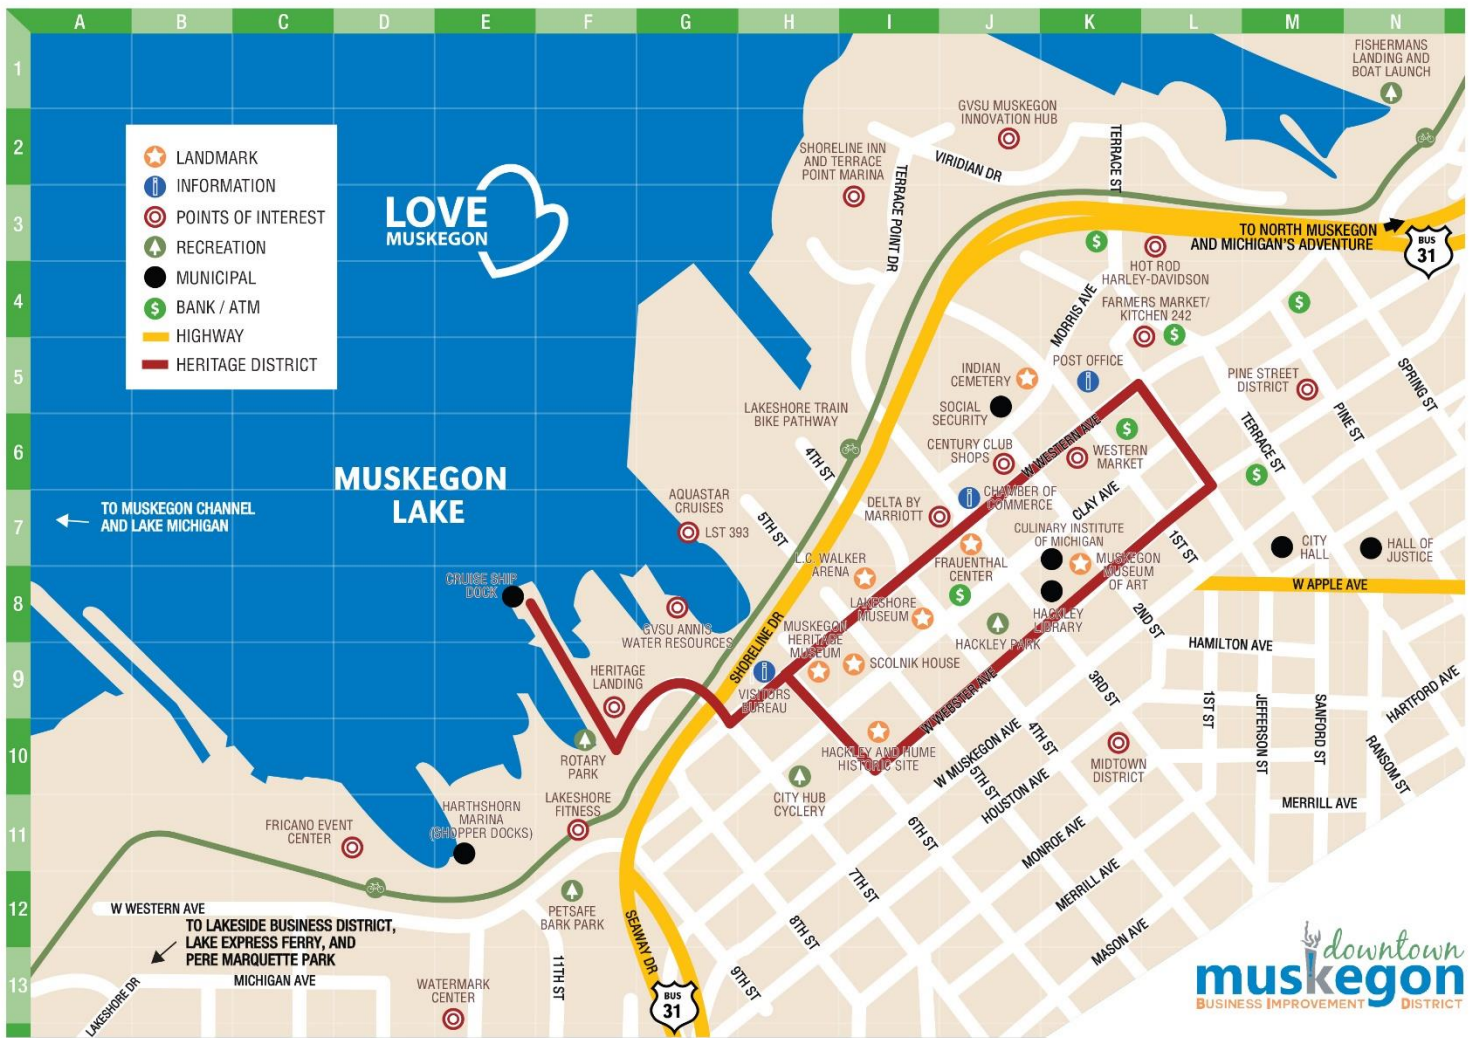 A B C D E F G H I J K L M N
1
2
3
4
5
6
7
8
9
10
11
12
13
LANDMARK
INFORMATION
POINTS OF INTEREST
RECREATION
MUNICIPAL
$ BANK / ATM
HIGHWAY
HERITAGE DISTRICT
LOVE
MUSKEGON
MUSKEGON
LAKE
TO MUSKEGON CHANNEL
AND LAKE MICHIGAN
FISHERMANS
LANDING AND
BOAT LAUNCH
GVSU MUSKEGON
INNOVATION HUB
SHORELINE INN
AND TERRACE
POINT MARINA
VIRIDIAN DR
TERRACE ST
TERRACE POINT DR
TO NORTH MUSKEGON
AND MICHIGAN'S ADVENTURE
BUS
31
$
HOT ROD
HARLEY-DAVIDSON
MORRIS AVE
FARMERS MARKET/
KITCHEN 242
$
$
POST OFFICE
INDIAN
CEMETERY
PINE STREET
DISTRICT
SPRING ST
PINE ST
TERRACE ST
SOCIAL
SECURITY
LAKESHORE TRAIN
BIKE PATHWAY
4TH ST
CENTURY CLUB
SHOPS
W WESTERN AVE
$
WESTERN
MARKET
$
CLAY AVE
AQUASTAR
CRUISES
LST 393
5TH ST
DELTA BY
MARRIOTT
CHAMBER OF
COMMERCE
CULINARY INSTITUTE
OF MICHIGAN
1ST ST
CITY
HALL
HALL OF
JUSTICE
L.C. WALKER
ARENA
FRAUENTHAL
CENTER
MUSKEGON
MUSEUM
OF ART
W APPLE AVE
CRUISE SHIP
DOCK
$
LAKESHORE
MUSEUM
HACKLEY
LIBRARY
2ND ST
GVSU ANNIS
WATER RESOURCES
SHORELINE DR
MUSKEGON
HERITAGE
MUSEUM
HACKLEY PARK
HAMILTON AVE
HERITAGE
LANDING
VISITORS
BUREAU
SCOLNIK HOUSE
W WEBSTER AVE
3RD ST
1ST ST
JEFFERSON ST
SANFORD ST
HARTFORD AVE
ROTARY
PARK
HACKLEY AND HUME
HISTORIC SITE
W MUSKEGON AVE
4TH ST
MIDTOWN
DISTRICT
RANSOM ST
5TH ST
HOUSTON AVE
CITY HUB
CYCLERY
MERRILL AVE
LAKESHORE
FITNESS
HARTHSHORN
MARINA
(SHOPPER DOCKS)
FRICANO EVENT
CENTER
6TH ST
MONROE AVE
7TH ST
MERRILL AVE
W WESTERN AVE
PETSAFE
BARK PARK
8TH ST
MASON AVE
TO LAKESIDE BUSINESS DISTRICT,
LAKE EXPRESS FERRY, AND
PERE MARQUETTE PARK
SEAWAY DR
MICHIGAN AVE
LAKESHORE DR
WATERMARK
CENTER
11TH ST
9TH ST
BUS
31
downtown
muskegon
BUSINESS IMPROVEMENT DISTRICT